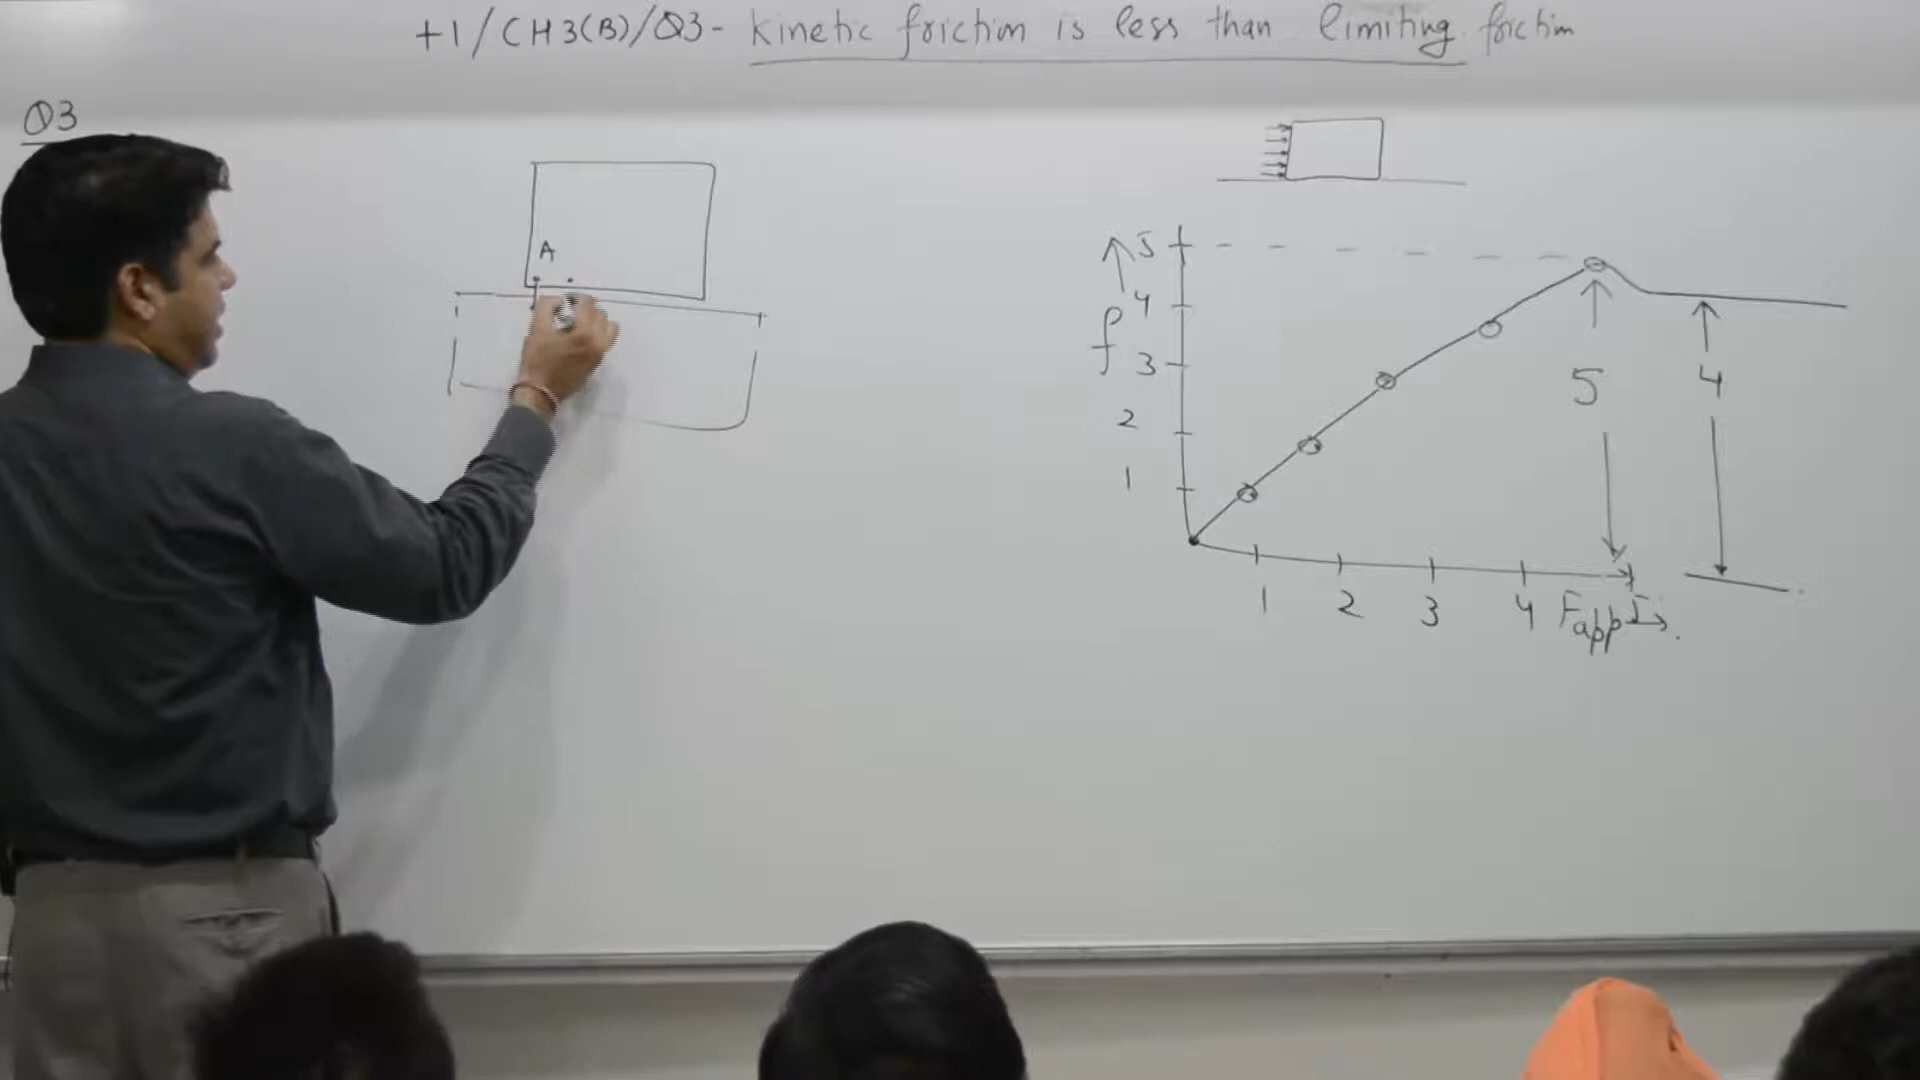 +1/CH3(B)/Q3- Kinetic friction is less than limiting friction
Q3
A
5
4
f
3
2
1
5
4
1 2 3 4 5
Fapp